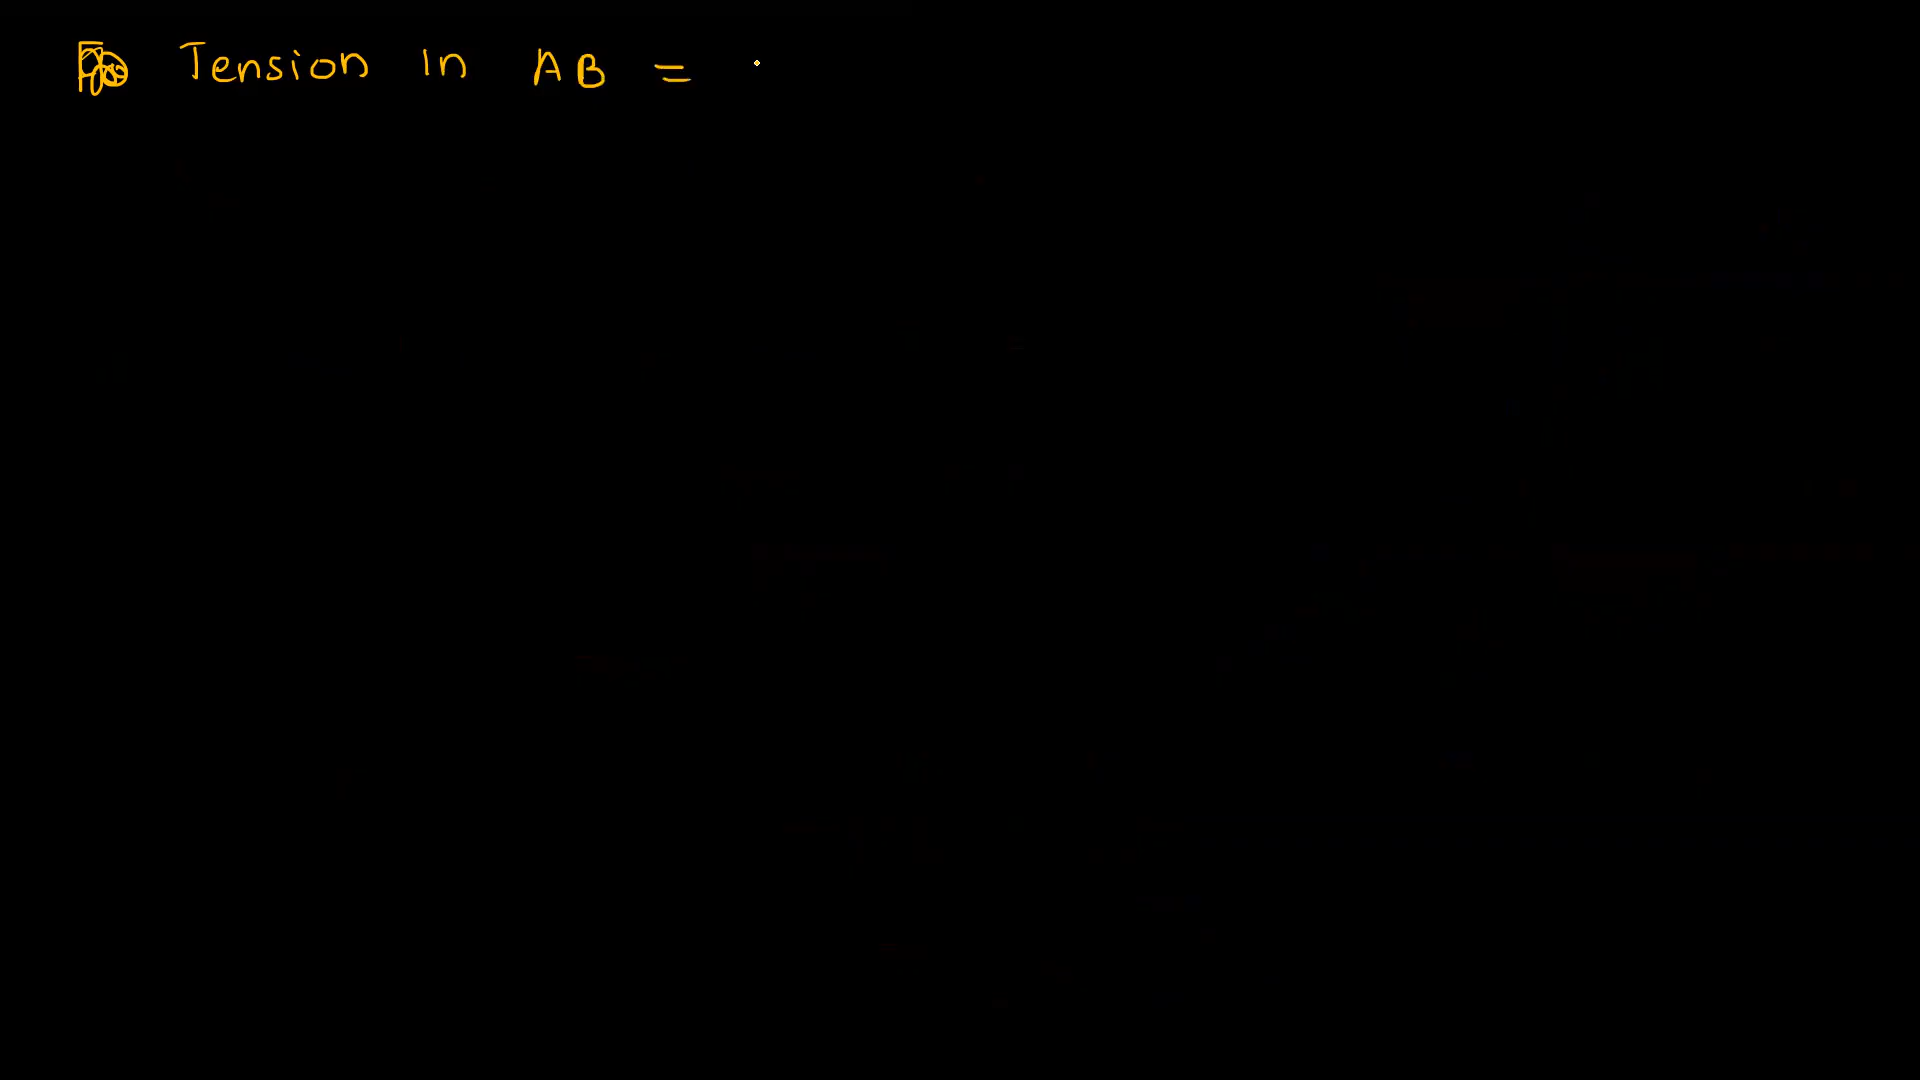 Tension in AB =